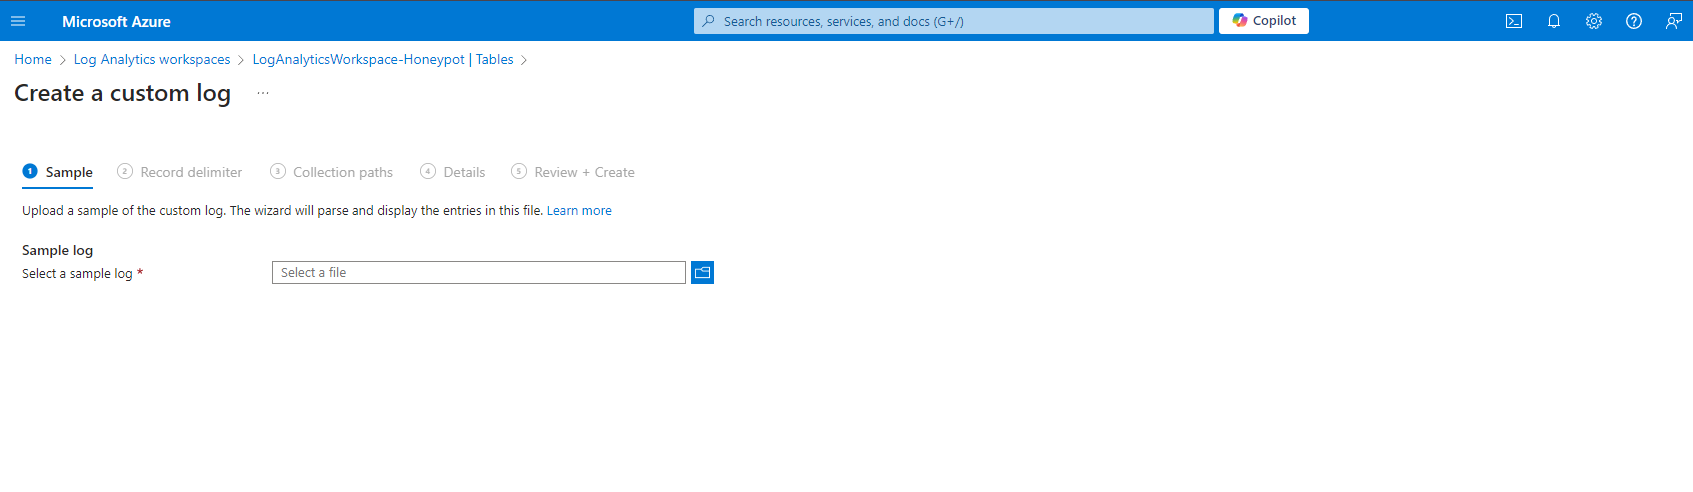 Microsoft Azure
Search resources, services, and docs (G+/)
Copilot
Home > Log Analytics workspaces > LogAnalyticsWorkspace-Honeypot | Tables >
Create a custom log ...
1 Sample 2 Record delimiter 3 Collection paths 4 Details 5 Review + Create
Upload a sample of the custom log. The wizard will parse and display the entries in this file. Learn more
Sample log
Select a sample log * Select a file